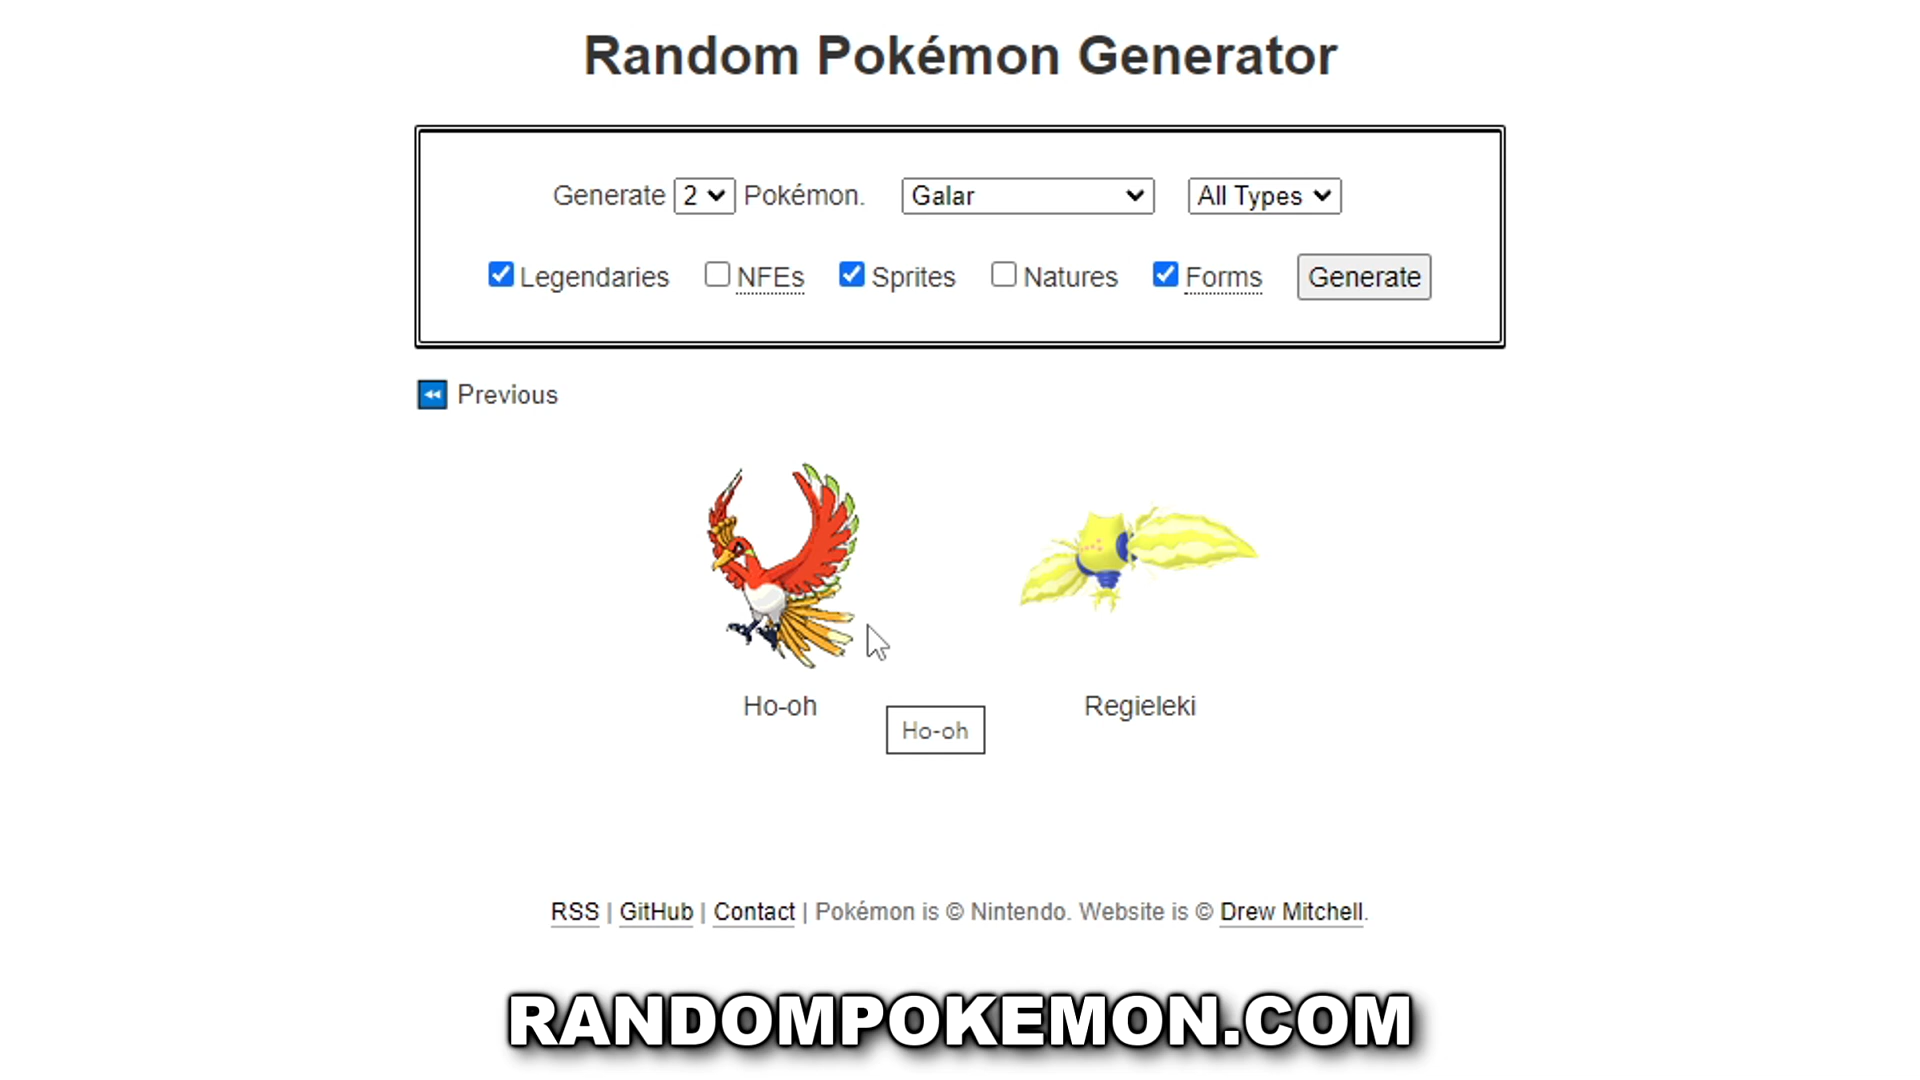 Random Pokémon Generator
Generate 2 Pokémon. Galar All Types
Legendaries NFEs Sprites Natures Forms Generate
Previous
Ho-oh Regieleki
Ho-oh
RSS | GitHub | Contact | Pokémon is © Nintendo. Website is © Drew Mitchell.
RANDOMPOKEMON.COM